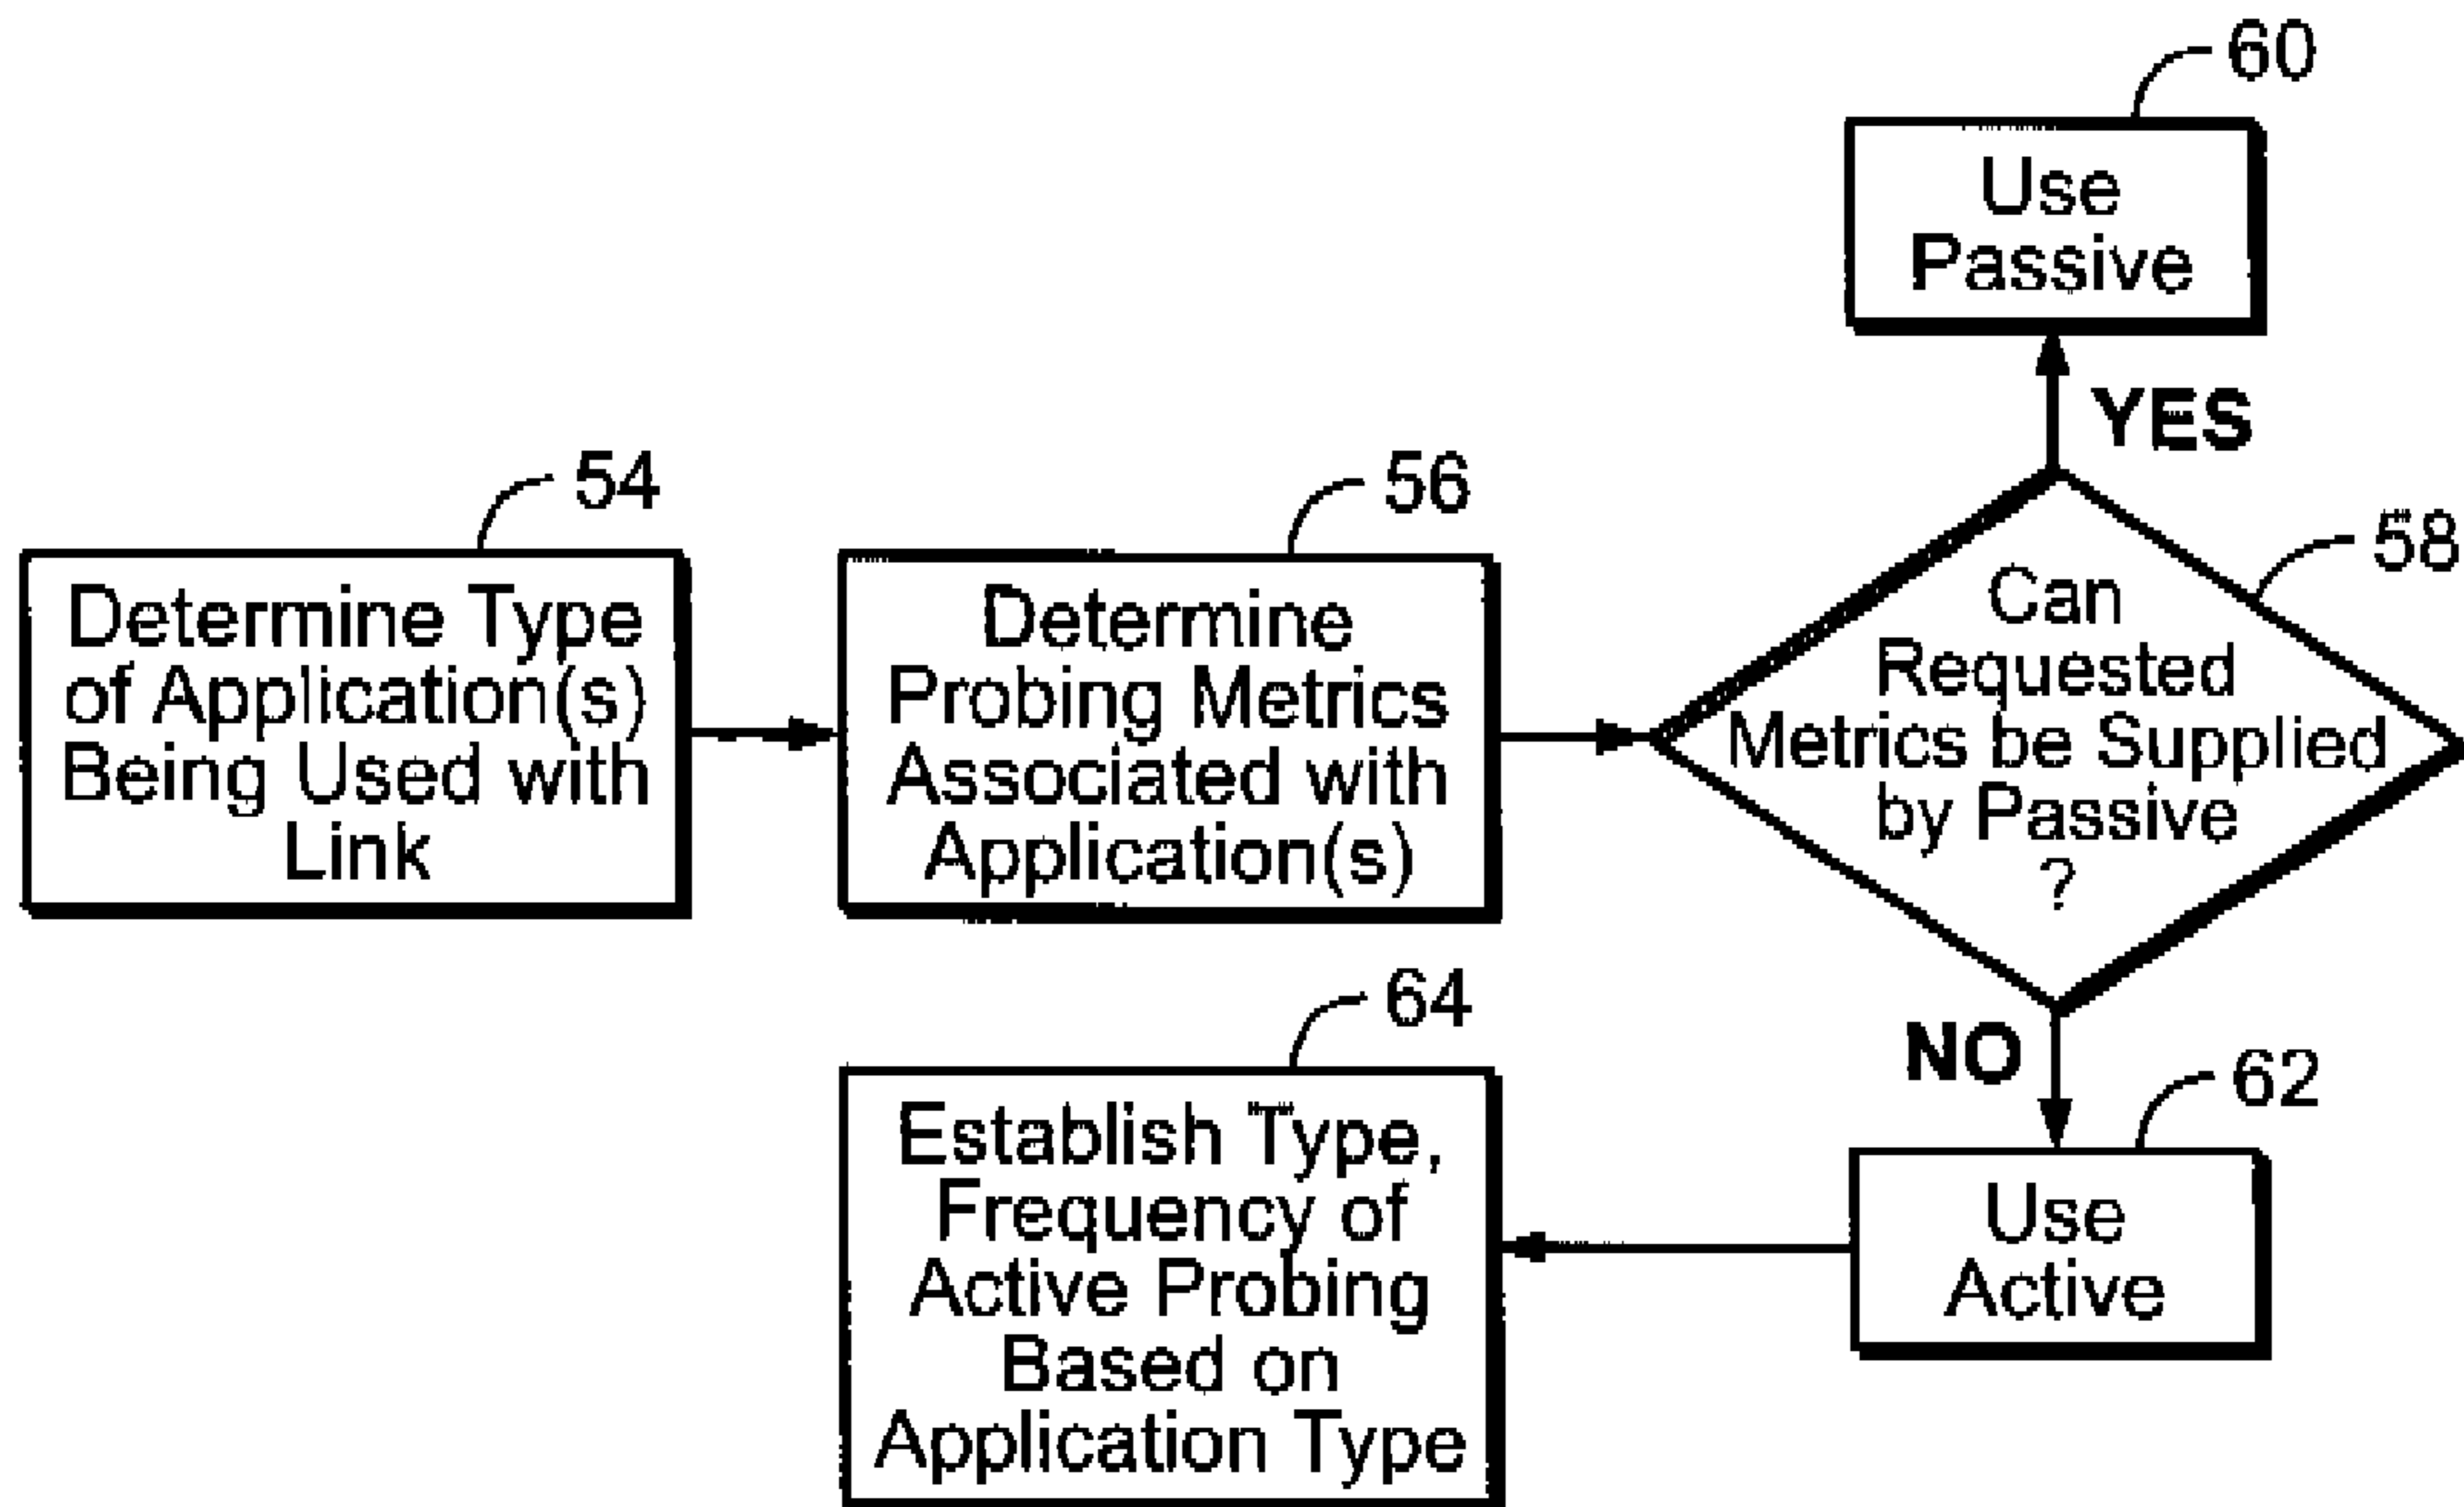 60
Use
Passive
YES
54
Determine Type
of Application(s)
Being Used with
Link
56
Determine
Probing Metrics
Associated with
Application(s)
58
Can
Requested
Metrics be Supplied
by Passive
?
NO
62
Use
Active
64
Establish Type,
Frequency of
Active Probing
Based on
Application Type